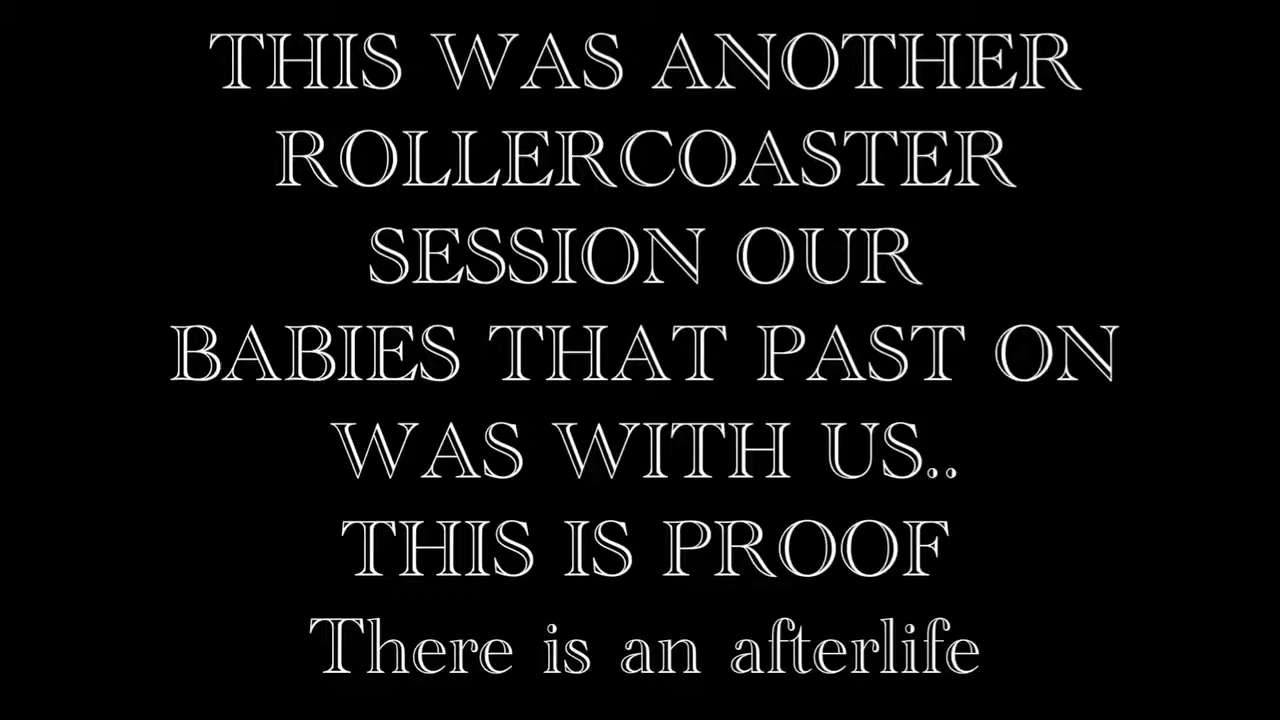 THIS WAS ANOTHER
ROLLERCOASTER
SESSION OUR
BABIES THAT PAST ON
WAS WITH US..
THIS IS PROOF
There is an afterlife